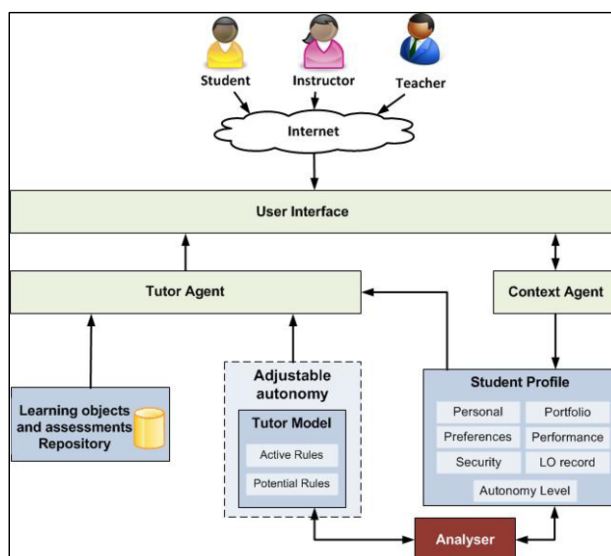 Student
Instructor
Teacher
Internet
User Interface
Tutor Agent
Context Agent
Learning objects
and assessments
Repository
Adjustable
autonomy
Tutor Model
Active Rules
Potential Rules
Student Profile
Personal
Portfolio
Preferences
Performance
Security
LO record
Autonomy Level
Analyser